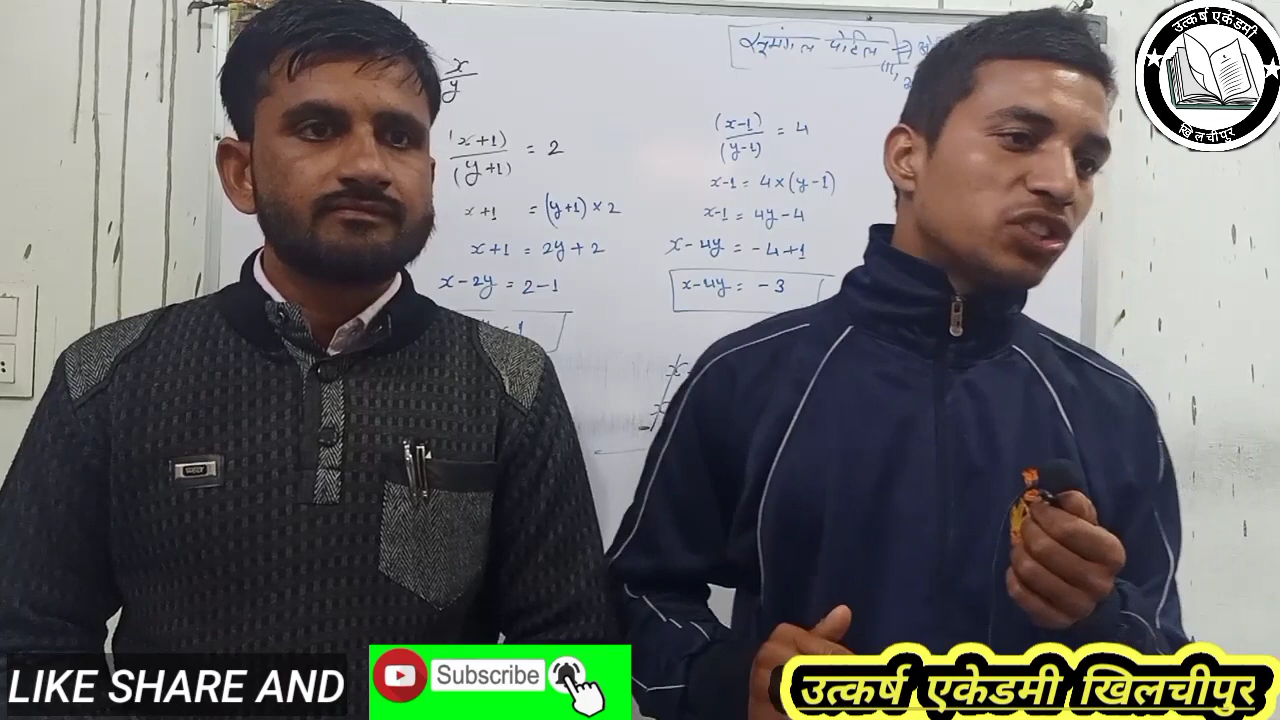 उत्कर्ष एकेडमी
खिलचीपुर
x/y
(x+1)/(y+1) = 2
x+1 = (y+1)×2
x+1 = 2y+2
x-2y = 2-1
(x-1)/(y-1) = 4
x-1 = 4×(y-1)
x-1 = 4y-4
x-4y = -4+1
x-4y = -3
LIKE SHARE AND
Subscribe
उत्कर्ष एकेडमी खिलचीपुर